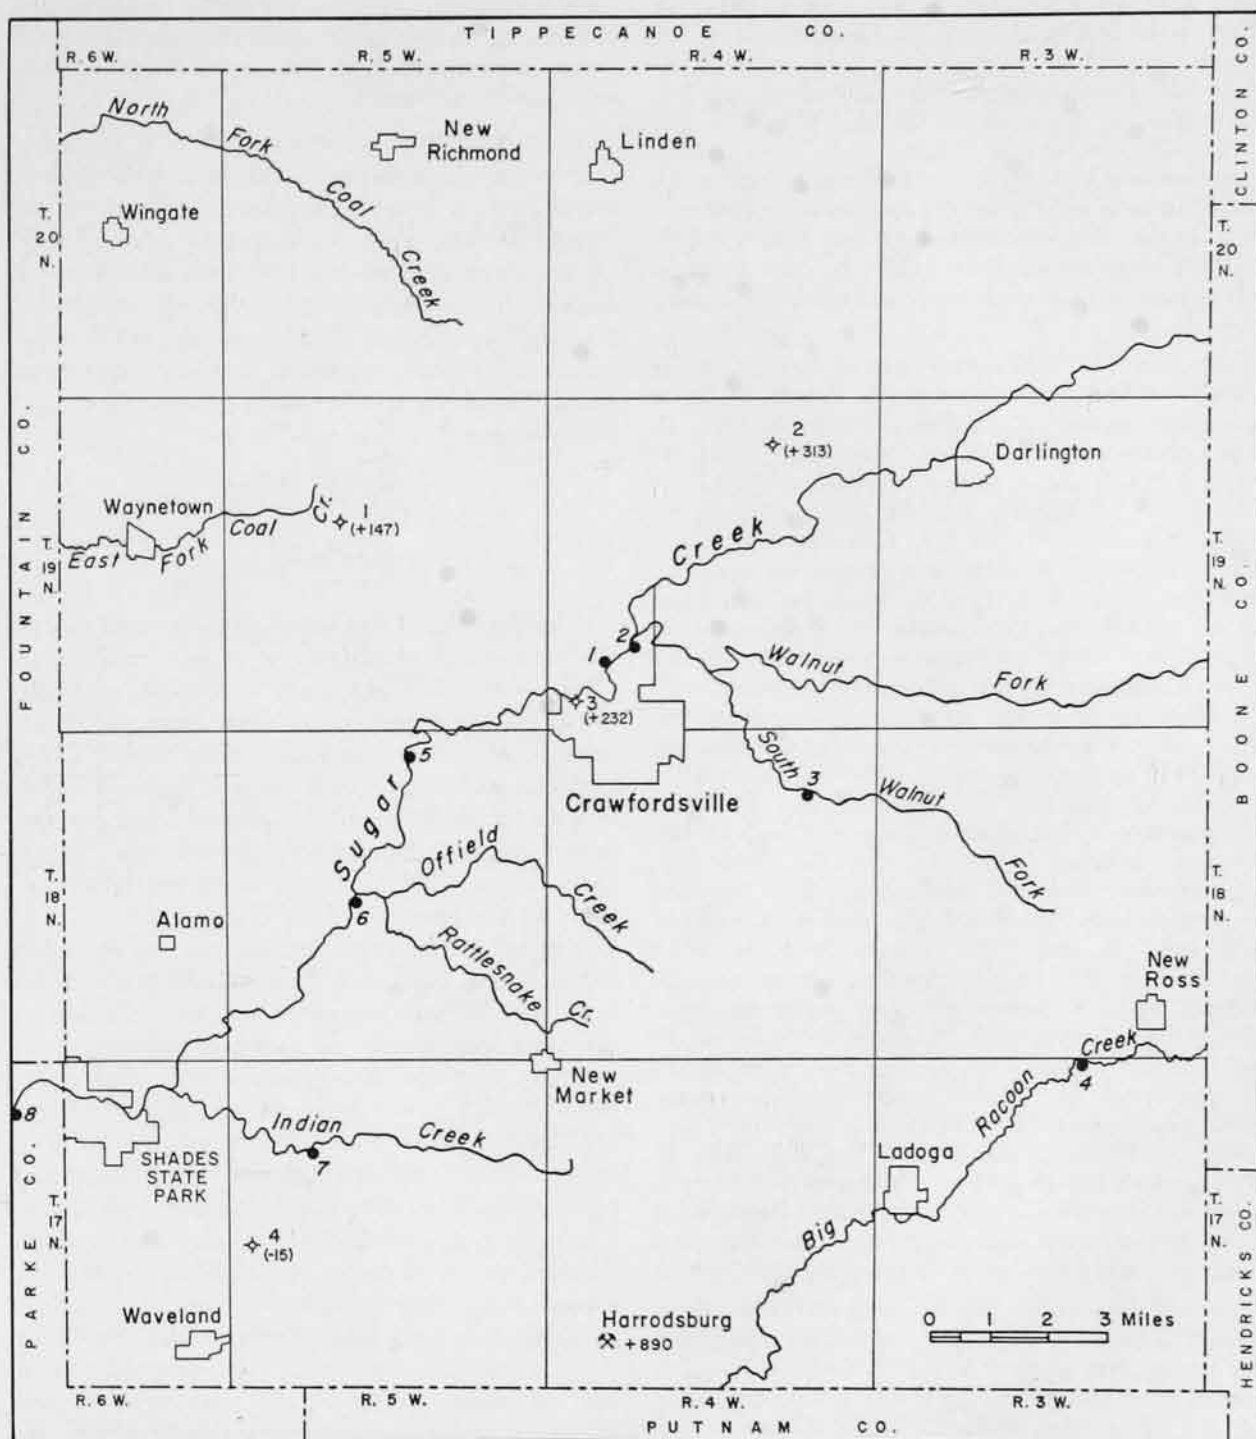 TIPPECANOE CO.
R. 6 W. R. 5 W. R. 4 W. R. 3 W.
CLINTON CO.
North Fork Coal Creek
New
Richmond
Linden
T.
20
N.
Wingate
T.
20
N.
FOUNTAIN CO.
2
(+313)
Darlington
Waynetown
1
(+147)
East Fork Coal Cr.
T.
19
N.
T.
19
N.
BOONE CO.
Sugar Creek
2
1
Walnut Fork
3
(+232)
5
South Walnut Fork
3
Crawfordsville
Offield Creek
T.
18
N.
T.
18
N.
6
Alamo
Rattlesnake Cr.
New
Ross
New
Market
Big Racoon Creek
4
8
Indian Creek
7
SHADES
STATE
PARK
Ladoga
PARKE CO.
T.
17
N.
T.
17
N.
4
(-15)
HENDRICKS CO.
Waveland
Harrodsburg
+890
0 1 2 3 Miles
R. 6 W. R. 5 W. R. 4 W. R. 3 W.
PUTNAM CO.